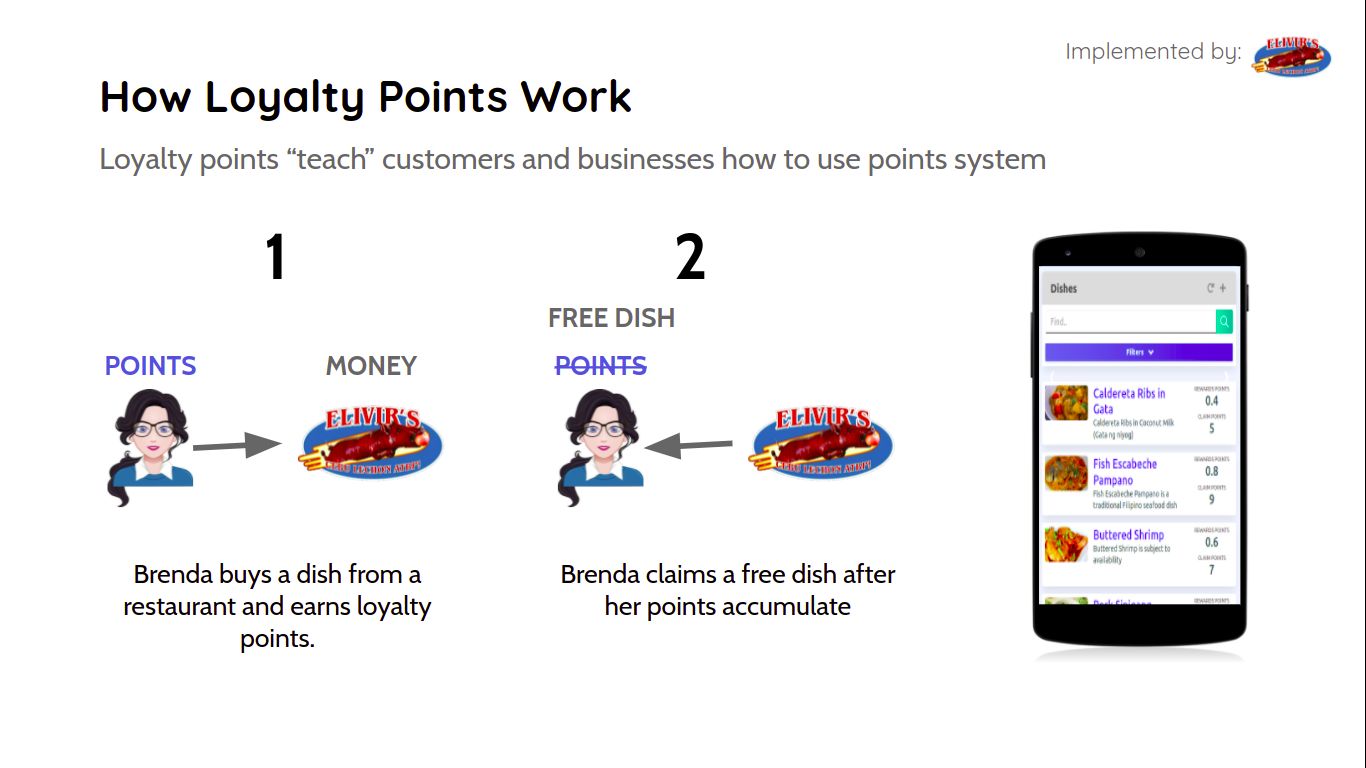 Implemented by:
ELIVIR'S
How Loyalty Points Work
Loyalty points “teach” customers and businesses how to use points system
1
2
FREE DISH
POINTS
MONEY
POINTS
ELIVIR'S
CEBU LECHON ATBP!
ELIVIR'S
CEBU LECHON ATBP!
Brenda buys a dish from a
restaurant and earns loyalty
points.
Brenda claims a free dish after
her points accumulate
Dishes
Find..
Filters
Caldereta Ribs in
Gata
Caldereta Ribs in Coconut Milk
(Gata ng niyog)
REWARDS POINTS
0.4
CLAIM POINTS
5
Fish Escabeche
Pampano
Fish Escabeche Pampano is a
traditional Filipino seafood dish
REWARDS POINTS
0.8
CLAIM POINTS
9
Buttered Shrimp
Buttered Shrimp is subject to
availability
REWARDS POINTS
0.6
CLAIM POINTS
7
REWARDS POINTS